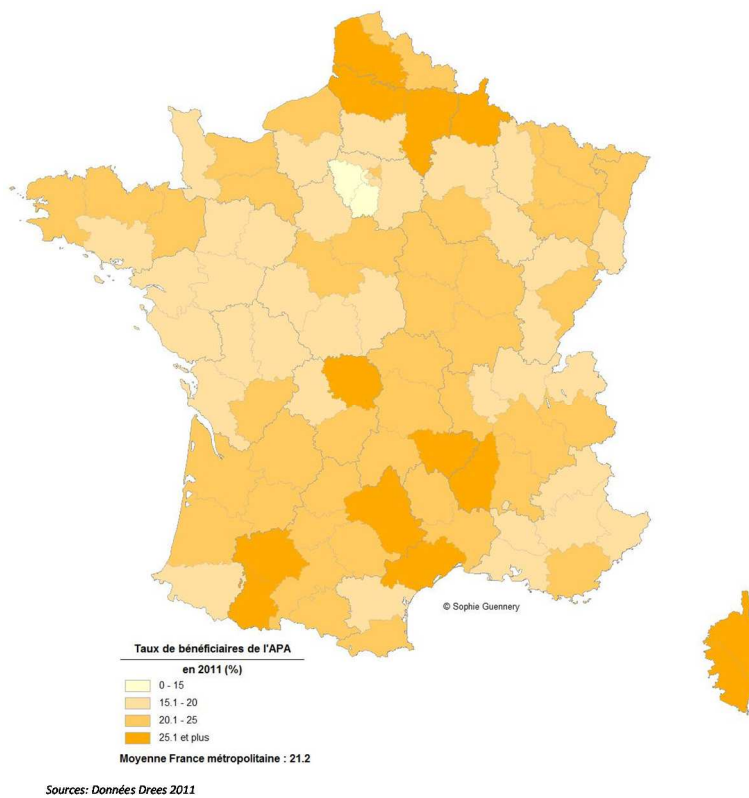 © Sophie Guennery
Taux de bénéficiaires de l'APA
en 2011 (%)
0 - 15
15.1 - 20
20.1 - 25
25.1 et plus
Moyenne France métropolitaine : 21.2
Sources: Données Drees 2011